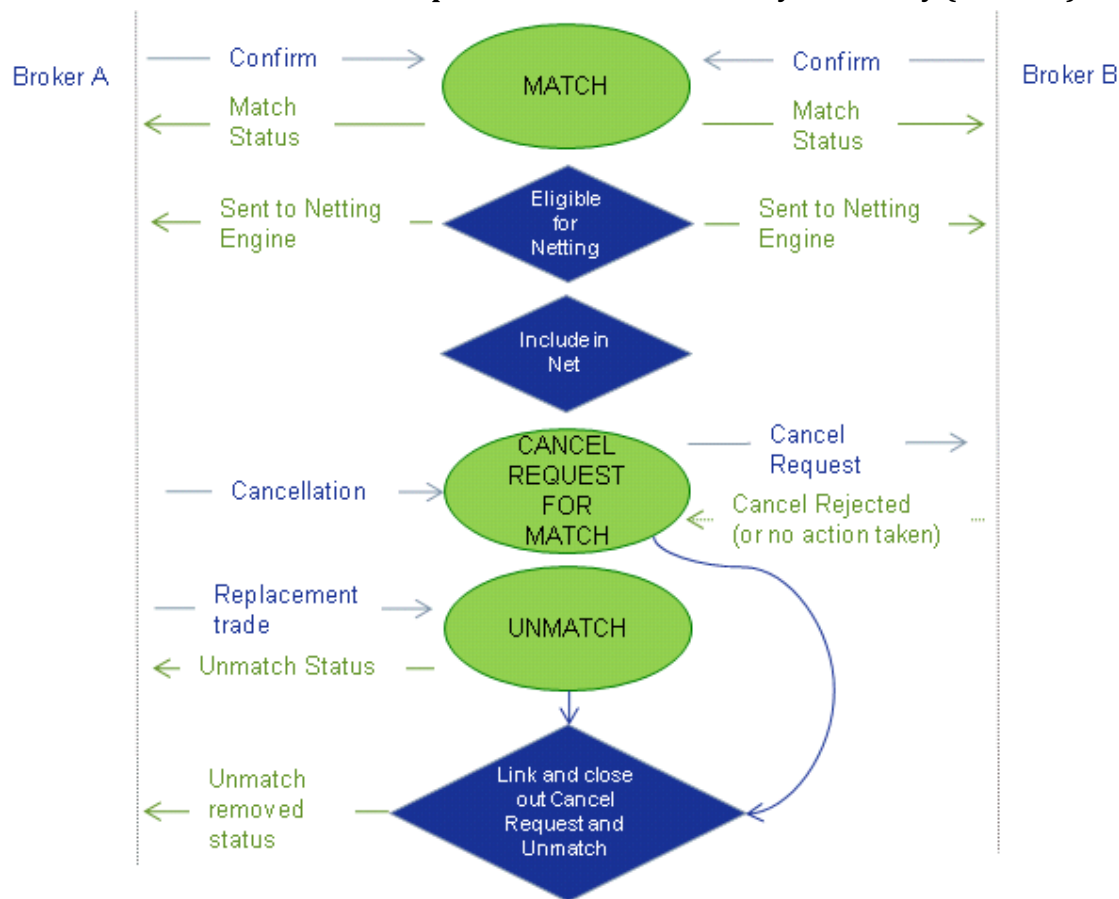 Broker A
Confirm
MATCH
Confirm
Broker B
Match
Status
Match
Status
Sent to Netting
Engine
Eligible
for
Netting
Sent to Netting
Engine
Include in
Net
Cancellation
CANCEL
REQUEST
FOR
MATCH
Cancel
Request
Cancel Rejected
(or no action taken)
Replacement
trade
UNMATCH
Unmatch Status
Unmatch
removed
status
Link and close
out Cancel
Request and
Unmatch